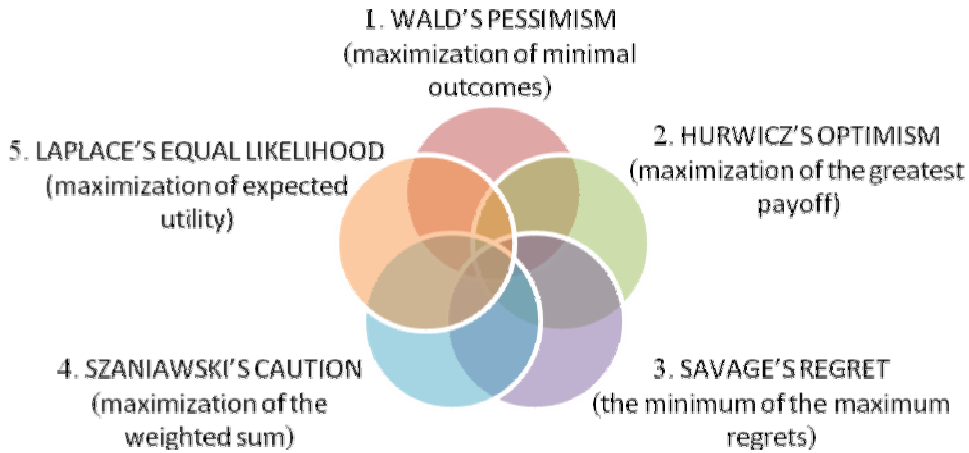 1. WALD'S PESSIMISM
(maximization of minimal
outcomes)
2. HURWICZ'S OPTIMISM
(maximization of the greatest
payoff)
3. SAVAGE'S REGRET
(the minimum of the maximum
regrets)
4. SZANIAWSKI'S CAUTION
(maximization of the
weighted sum)
5. LAPLACE'S EQUAL LIKELIHOOD
(maximization of expected
utility)